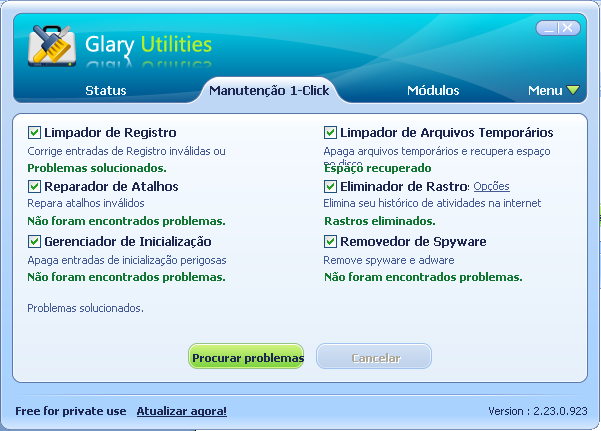 Glary Utilities
Status
Manutenção 1-Click
Módulos
Menu
Limpador de Registro
Corrige entradas de Registro inválidas ou
Problemas solucionados.
Limpador de Arquivos Temporários
Apaga arquivos temporários e recupera espaço
no disco
Espaço recuperado
Reparador de Atalhos
Repara atalhos inválidos
Não foram encontrados problemas.
Eliminador de Rastro: Opções
Elimina seu histórico de atividades na internet
Rastros eliminados.
Gerenciador de Inicialização
Apaga entradas de inicialização perigosas
Não foram encontrados problemas.
Removedor de Spyware
Remove spyware e adware
Não foram encontrados problemas.
Problemas solucionados.
Procurar problemas
Cancelar
Free for private use Atualizar agora!
Version : 2.23.0.923